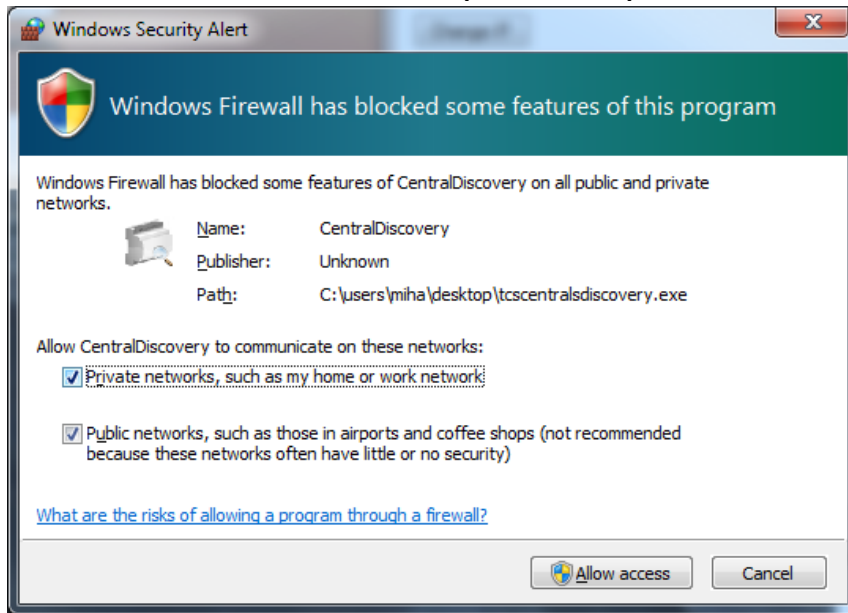 Windows Security Alert
Windows Firewall has blocked some features of this program
Windows Firewall has blocked some features of CentralDiscovery on all public and private
networks.
Name: CentralDiscovery
Publisher: Unknown
Path: C:\users\miha\desktop\tcscentralsdiscovery.exe
Allow CentralDiscovery to communicate on these networks:
Private networks, such as my home or work network
Public networks, such as those in airports and coffee shops (not recommended
because these networks often have little or no security)
What are the risks of allowing a program through a firewall?
Allow access Cancel